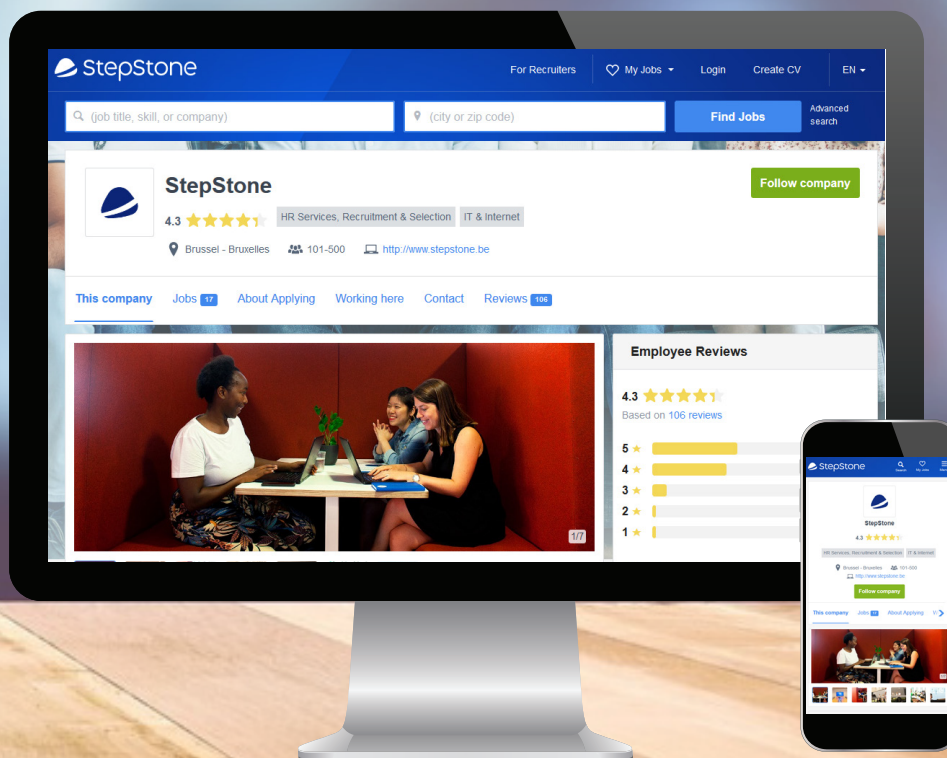 StepStone
For Recruiters
My Jobs
Login
Create CV
EN
(job title, skill, or company)
(city or zip code)
Find Jobs
Advanced
search
StepStone
Follow company
4.3
HR Services, Recruitment & Selection
IT & Internet
Brussel - Bruxelles
101-500
http://www.stepstone.be
This company
Jobs 17
About Applying
Working here
Contact
Reviews 106
Employee Reviews
4.3
Based on 106 reviews
5
4
3
2
1
1/7
StepStone
Search
My Jobs
StepStone
4.3
HR Services, Recruitment & Selection
IT & Internet
Brussel - Bruxelles
101-500
http://www.stepstone.be
Follow company
This company
Jobs 17
About Applying